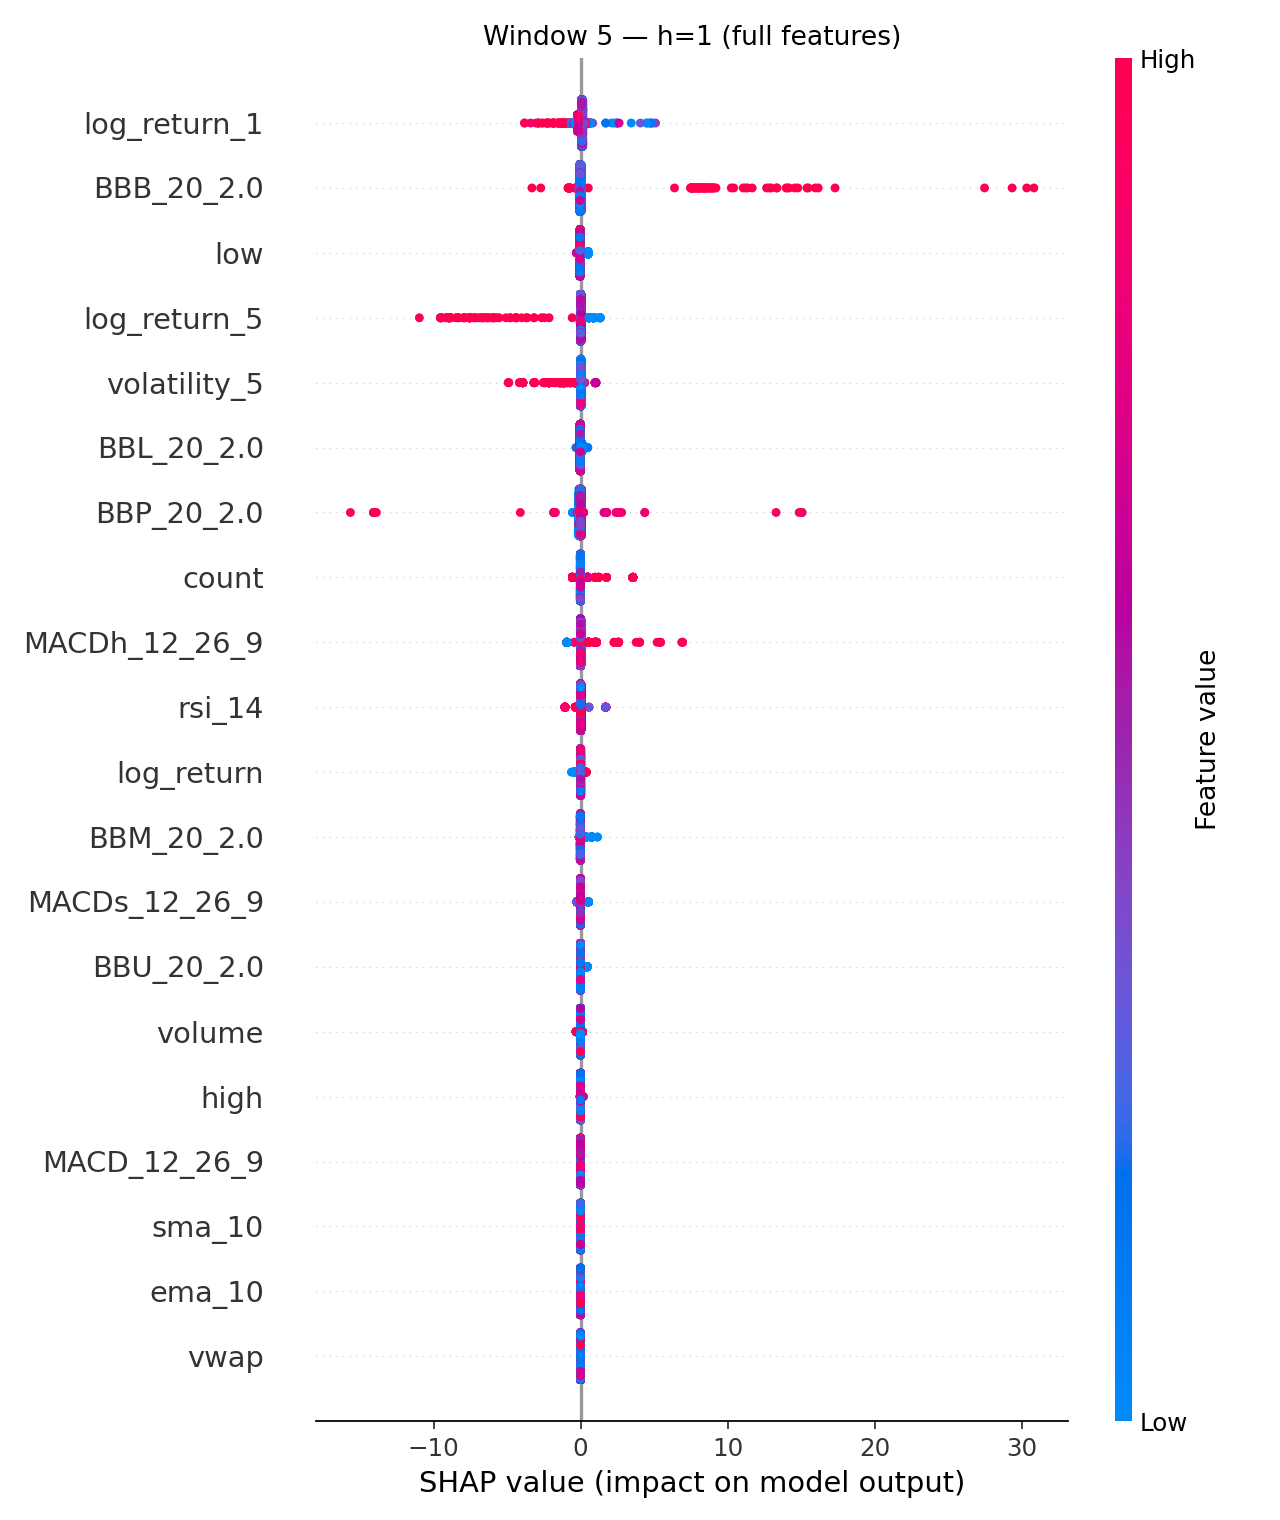 Window 5 — h=1 (full features)
High
log_return_1
BBB_20_2.0
low
log_return_5
volatility_5
BBL_20_2.0
BBP_20_2.0
count
MACDh_12_26_9
rsi_14
log_return
BBM_20_2.0
MACDs_12_26_9
BBU_20_2.0
volume
high
MACD_12_26_9
sma_10
ema_10
vwap
Feature value
Low
−10 0 10 20 30
SHAP value (impact on model output)